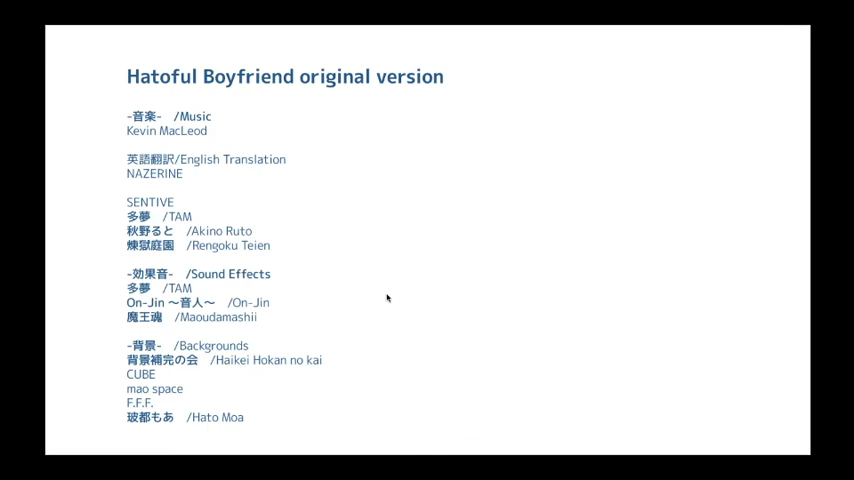 Hatoful Boyfriend original version
-音楽- /Music
Kevin MacLeod
英語翻訳/English Translation
NAZERINE
SENTIVE
多夢 /TAM
秋野ると /Akino Ruto
煉獄庭園 /Rengoku Teien
-効果音- /Sound Effects
多夢 /TAM
On-Jin ～音人～ /On-Jin
魔王魂 /Maoudamashii
-背景- /Backgrounds
背景補完の会 /Haikei Hokan no kai
CUBE
mao space
F.F.F.
玻都もあ /Hato Moa